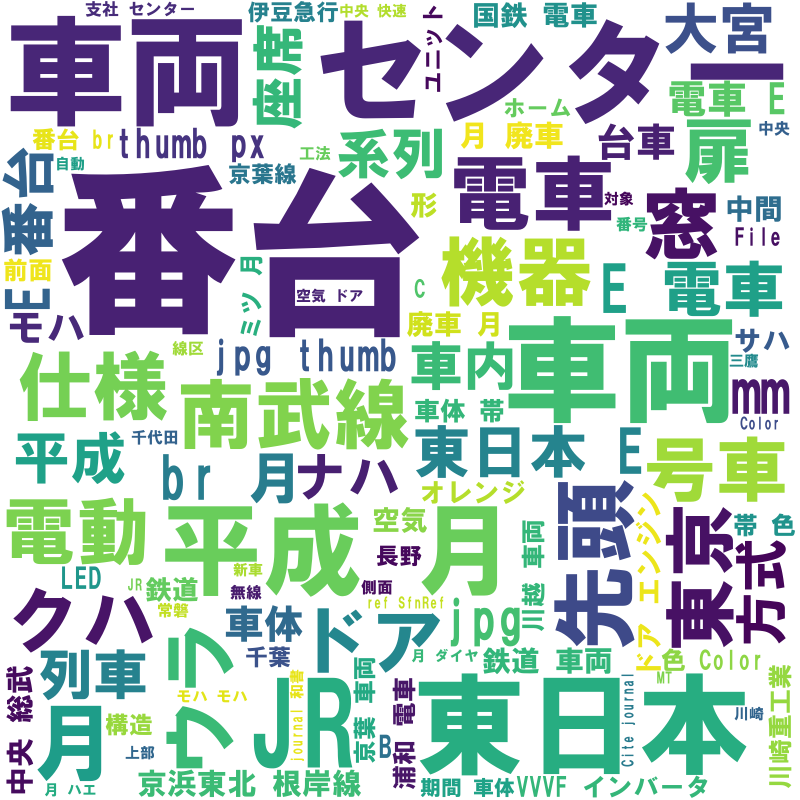 支社 センター
伊豆急行
中央 快速
ユニット
国鉄 電車
大宮
車両
センター
座席
電車 E
ホーム
番台 br
thumb px
工法
系列
月 廃車
台車
扉
中央
自動
番台
京葉線
番台
形
電車
対象
窓
中間
番号
File
前面
E
モハ
ミツ 月
空気 ドア
C
機器
E 電車
廃車 月
車両
サハ
線区
jpg thumb
車内
三鷹
仕様
南武線
mm
車体 帯
Color
平成
千代田
東日本 E
br 月
ナハ
号車
オレンジ
電動
平成
月
空気
先頭
エンジン
ドア
東京
方式
帯 色
長野
川越 車両
LED
JR
鉄道
新車
無線
側面
常磐
ref SfnRef
クハ
車体
ドア
jpg
千葉
月 ダイヤ
鉄道 車両
色 Color
MT
列車
ウラ
モハ モハ
journal 和書
京葉 車両
中央 総武
月
構造
上部
JR
B
浦和 電車
東日本
Cite journal
川崎
川崎重工業
月 ハエ
京浜東北 根岸線
期間 車体
VVVF インバータ